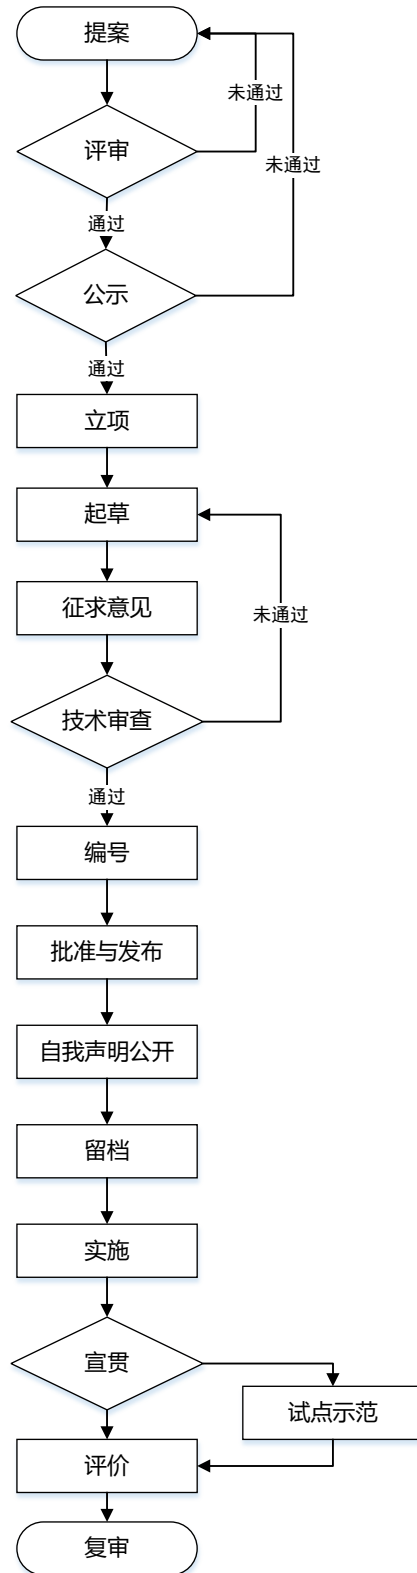 提案
未通过
评审
未通过
通过
公示
通过
立项
起草
征求意见
未通过
技术审查
通过
编号
批准与发布
自我声明公开
留档
实施
宣贯
试点示范
评价
复审